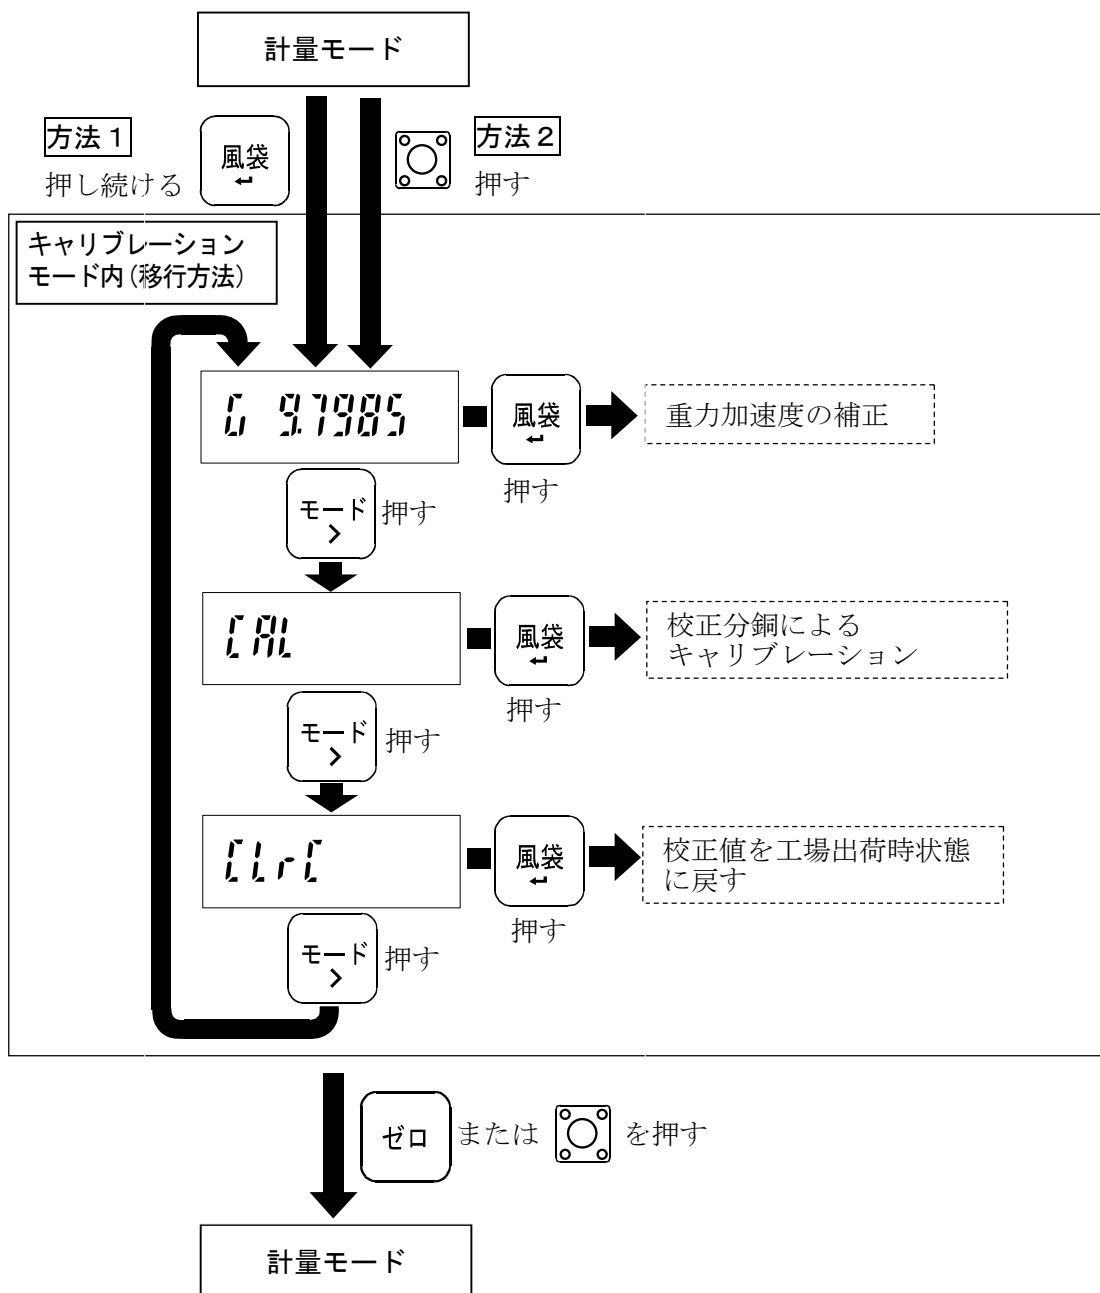 計量モード
方法1
風袋
方法2
押し続ける
押す
キャリブレーション
モード内(移行方法)
G 9.7985
風袋
重力加速度の補正
押す
モード
押す
CAL
風袋
校正分銅による
キャリブレーション
押す
モード
押す
CLrC
風袋
校正値を工場出荷時状態
に戻す
押す
モード
押す
ゼロ
または
を押す
計量モード